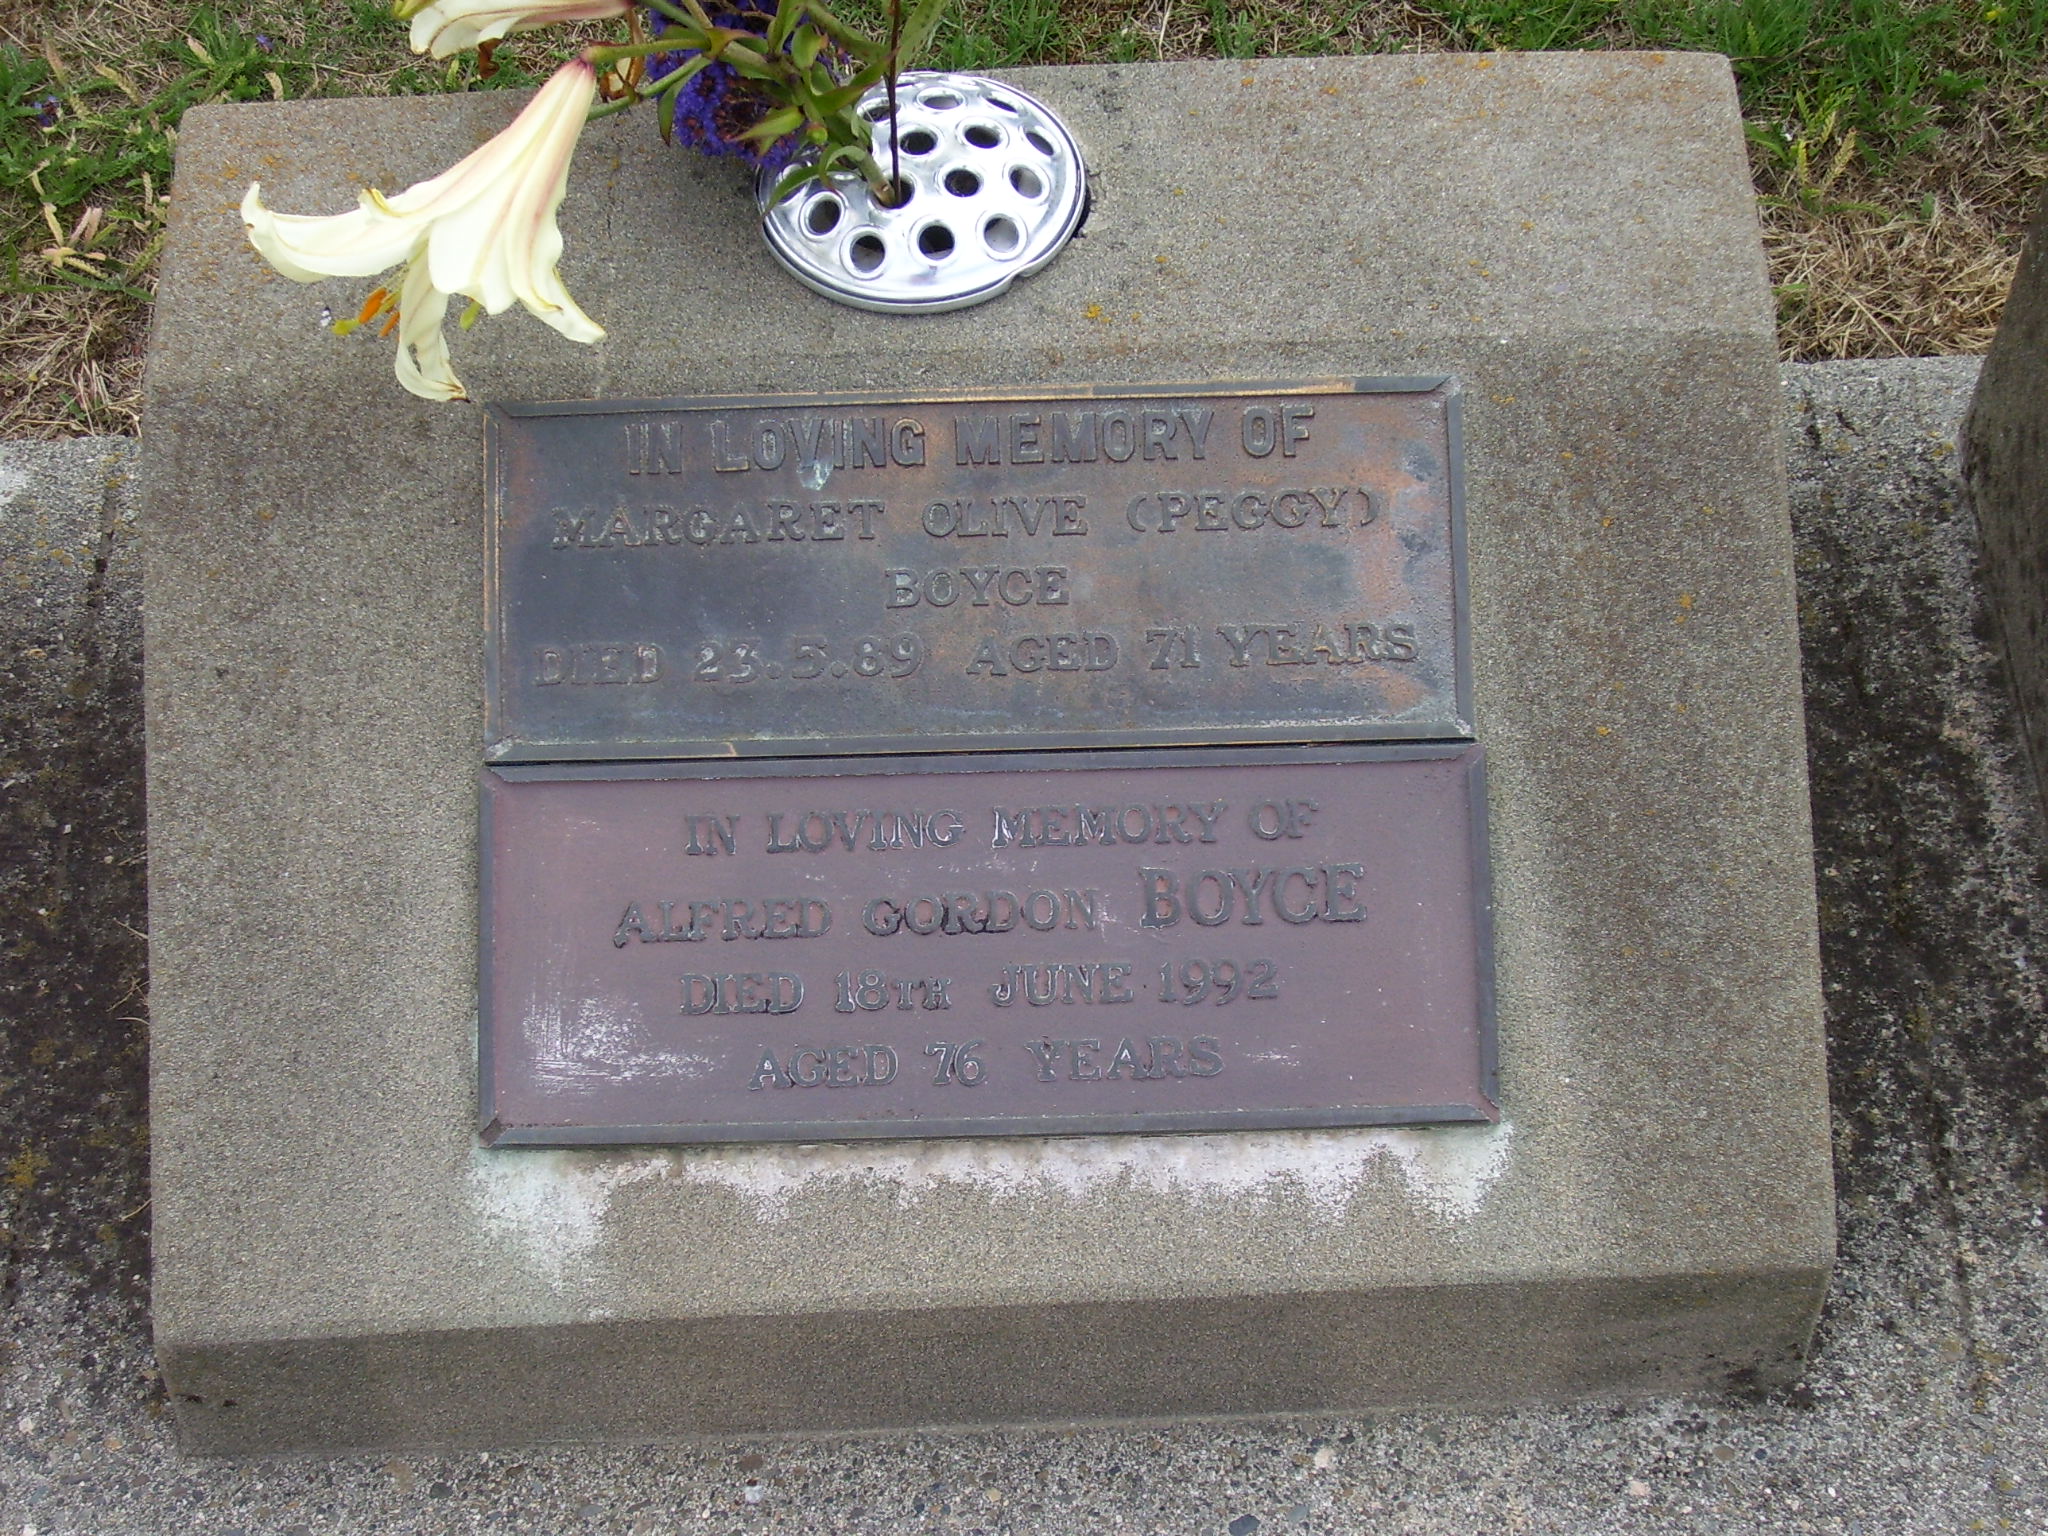 IN LOVING MEMORY OF
MARGARET OLIVE (PEGGY)
BOYCE
DIED 23.5.89 AGED 71 YEARS
IN LOVING MEMORY OF
ALFRED GORDON BOYCE
DIED 18TH JUNE 1992
AGED 76 YEARS